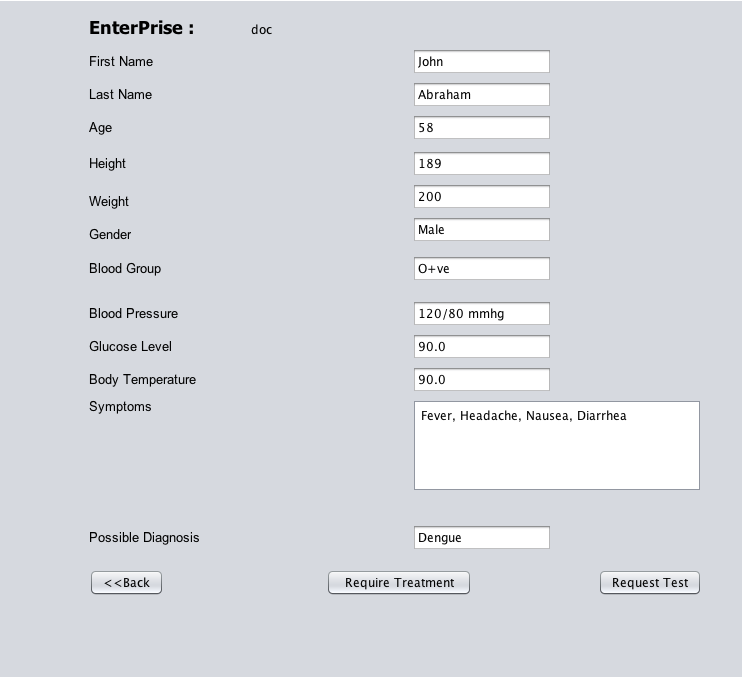 EnterPrise : doc
First Name John
Last Name Abraham
Age 58
Height 189
Weight 200
Gender Male
Blood Group O+ve
Blood Pressure 120/80 mmhg
Glucose Level 90.0
Body Temperature 90.0
Symptoms Fever, Headache, Nausea, Diarrhea
Possible Diagnosis Dengue
<<Back Require Treatment Request Test